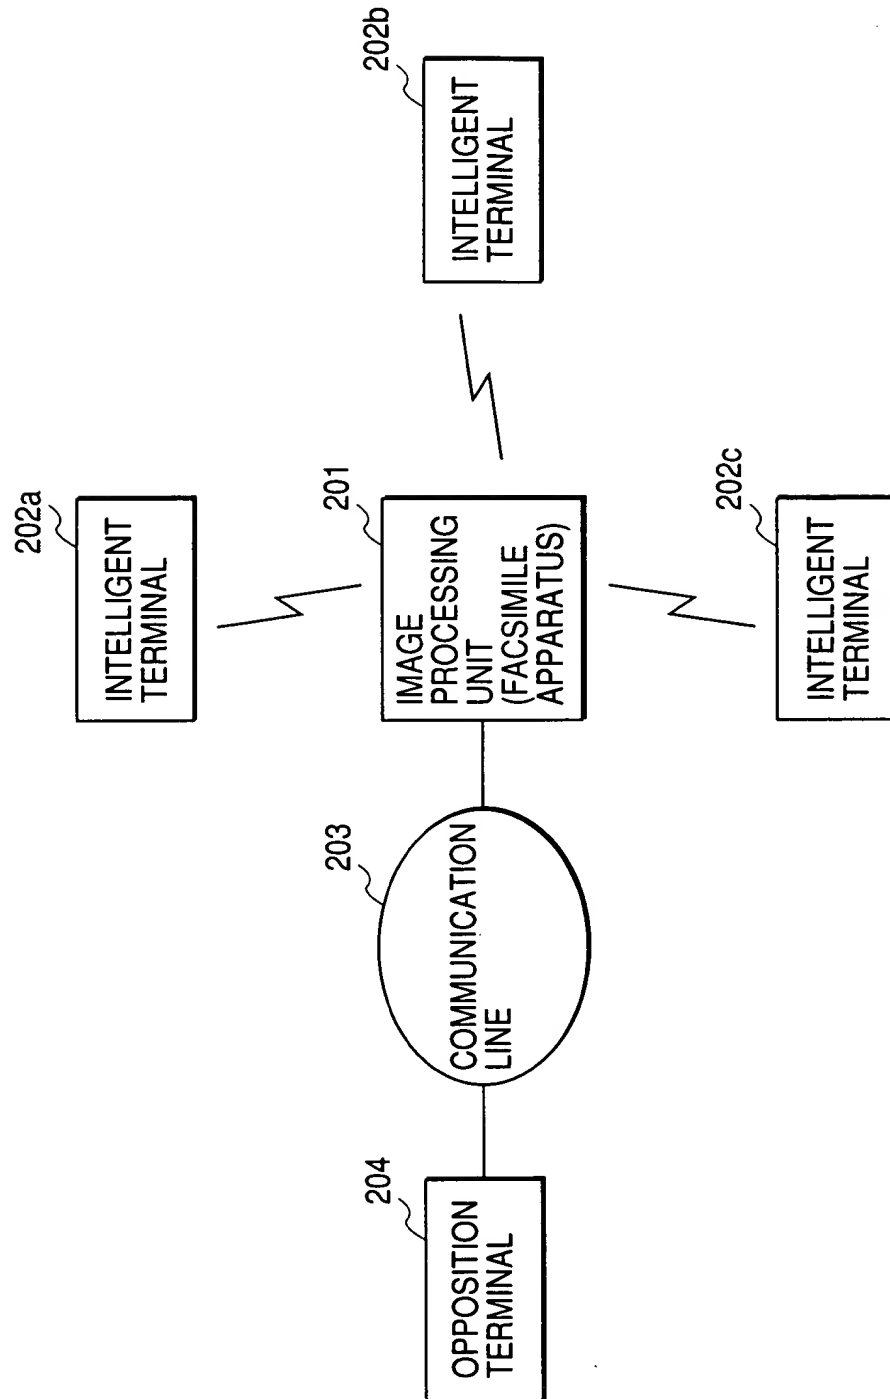 202a
INTELLIGENT
TERMINAL
204
OPPOSITION
TERMINAL
203
COMMUNICATION
LINE
201
IMAGE
PROCESSING
UNIT
(FACSIMILE
APPARATUS)
202b
INTELLIGENT
TERMINAL
202c
INTELLIGENT
TERMINAL